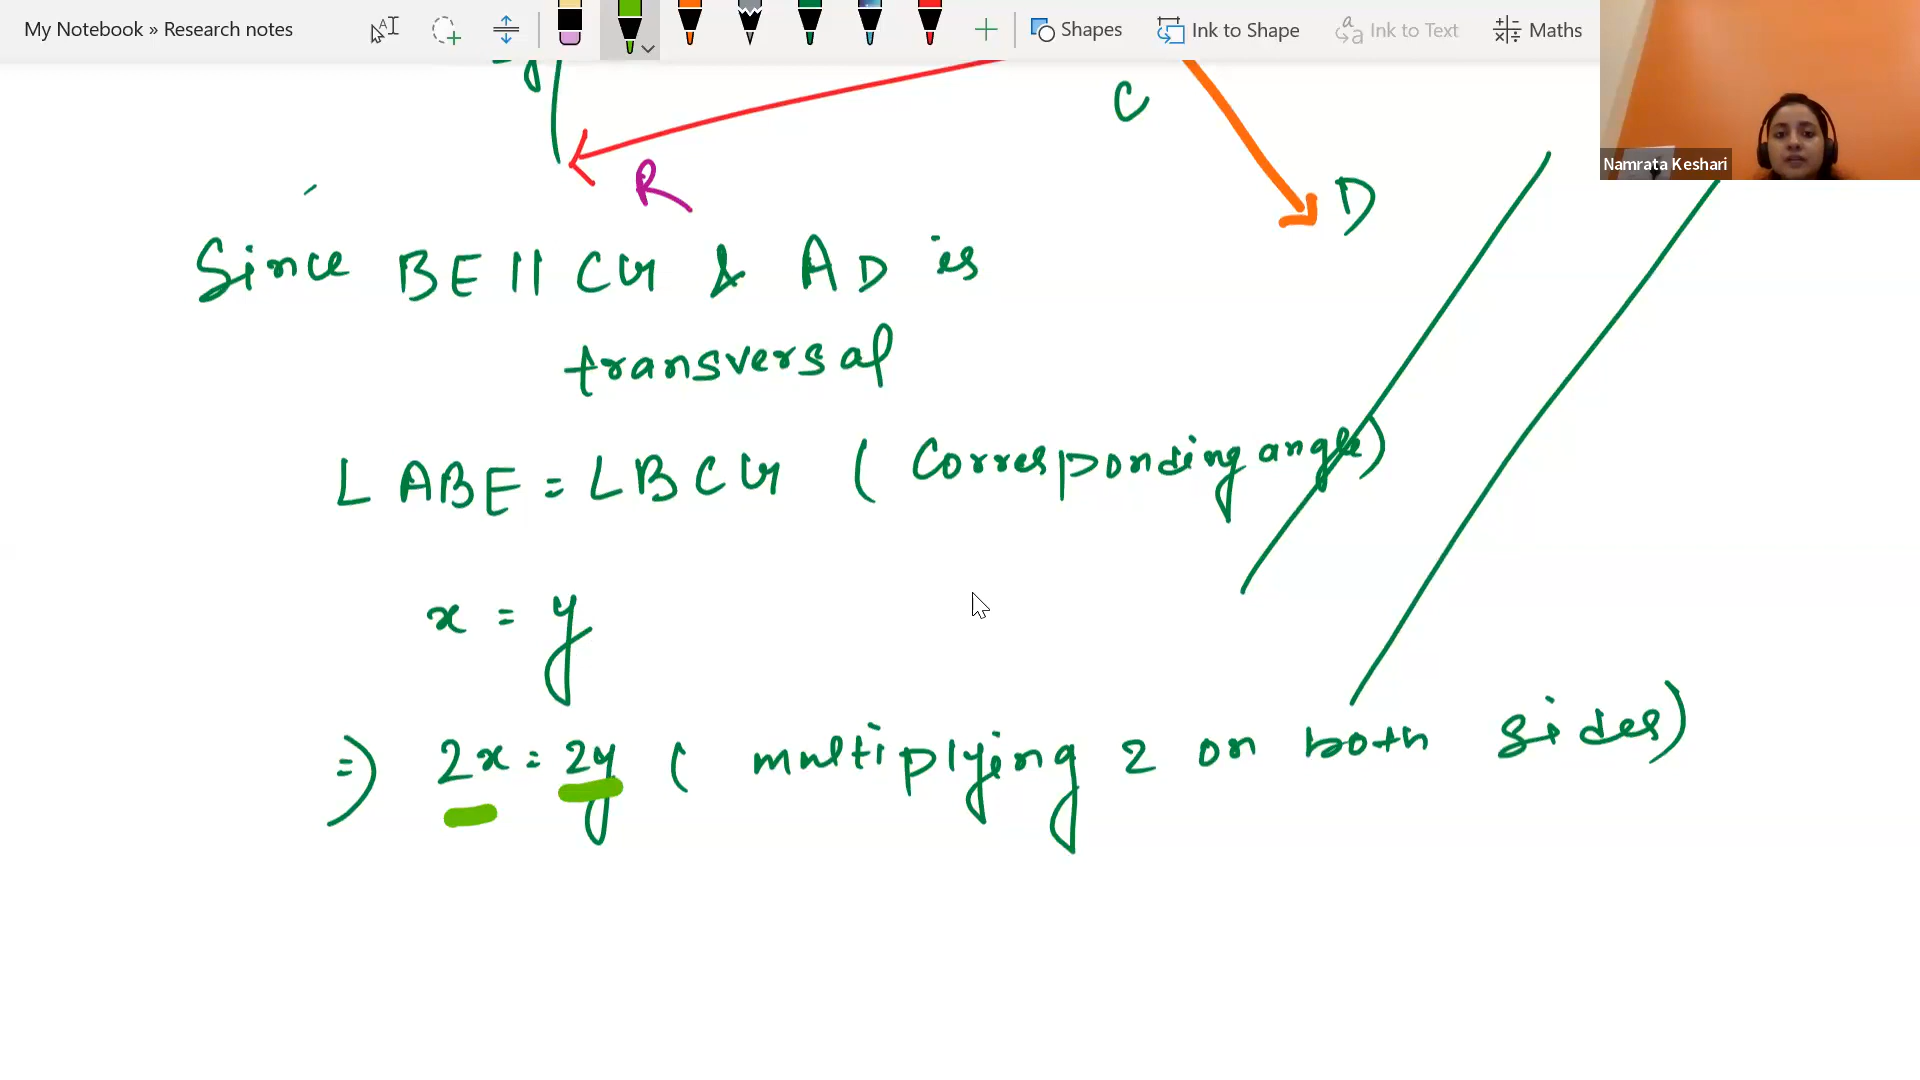 My Notebook » Research notes
Shapes
Ink to Shape
Ink to Text
Maths
Namrata Keshari
C
R
D
Since BE || CG & AD is
transversal
∠ABE = ∠BCG (Corresponding angle)
x = y
⇒) 2x = 2y (multiplying 2 on both sides)